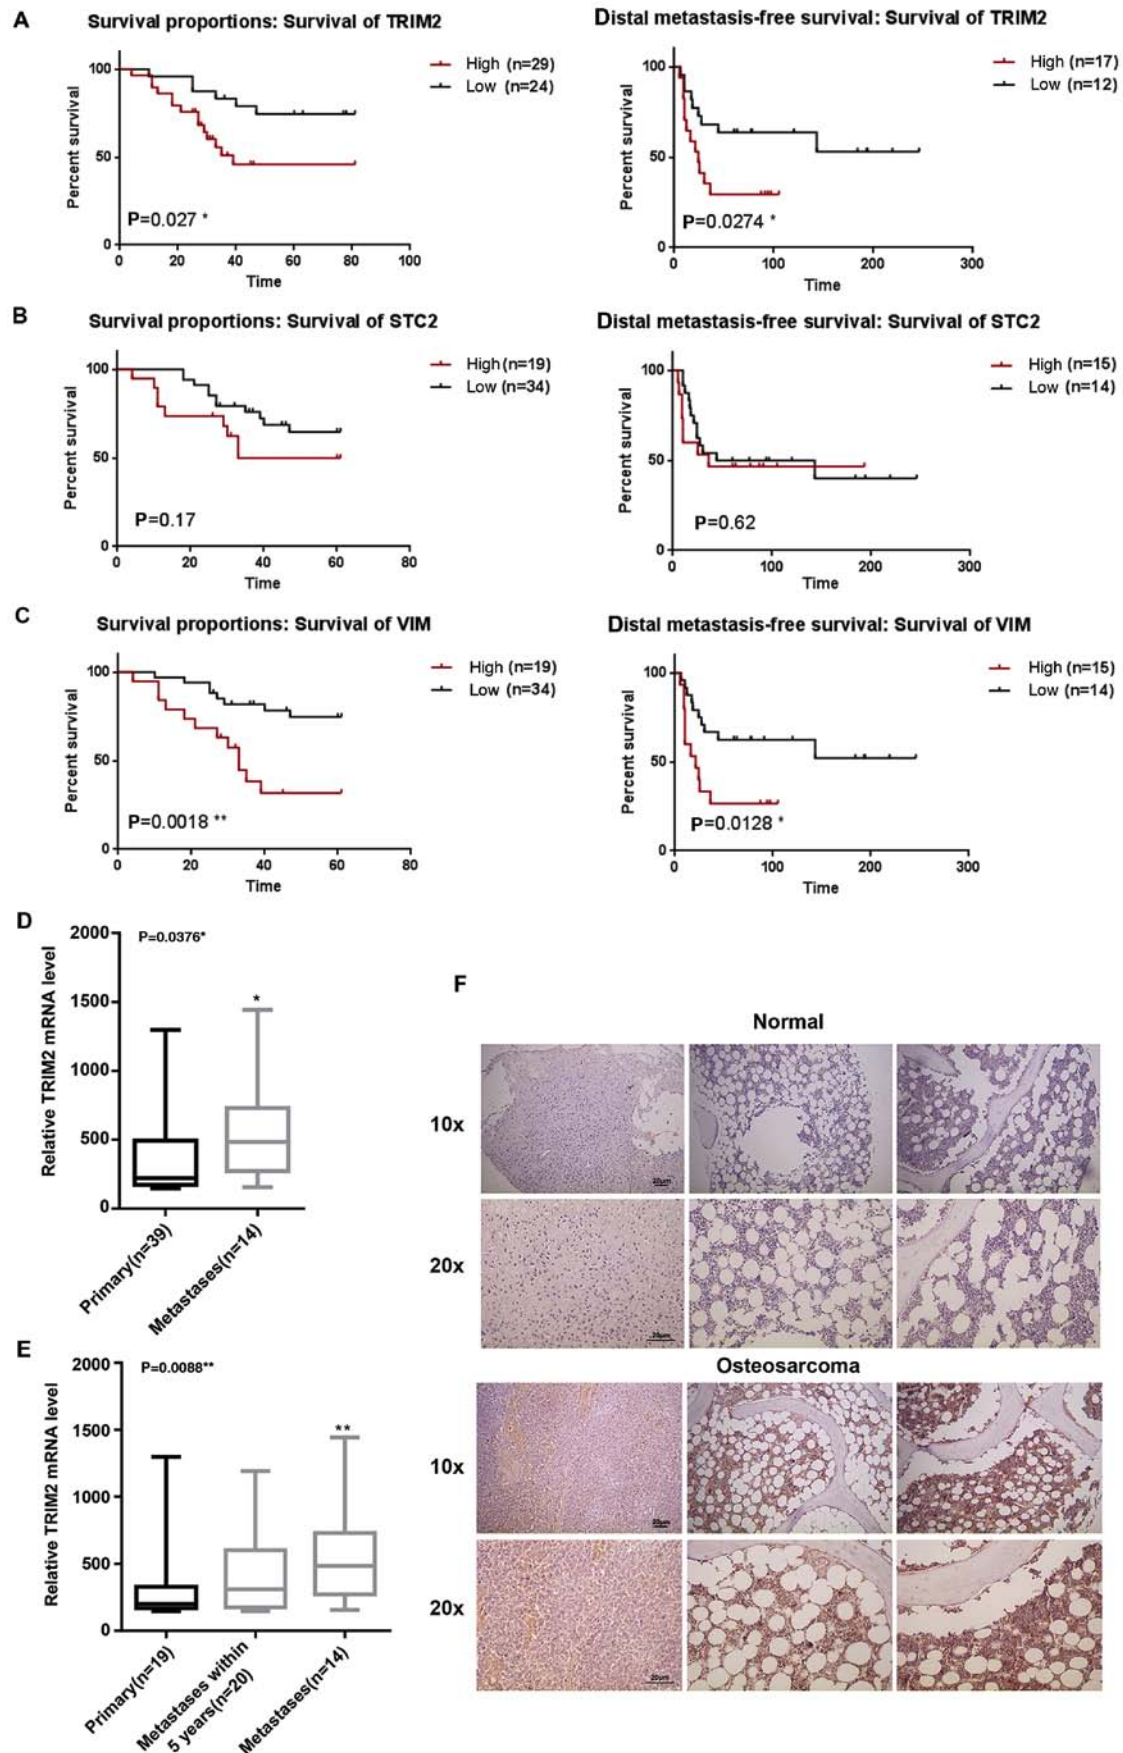 A
Survival proportions: Survival of TRIM2
Percent survival
100
50
0
0 20 40 60 80 100
Time
High (n=29)
Low (n=24)
P=0.027 *
Distal metastasis-free survival: Survival of TRIM2
Percent survival
100
50
0
0 100 200 300
Time
High (n=17)
Low (n=12)
P=0.0274 *
B
Survival proportions: Survival of STC2
Percent survival
100
50
0
0 20 40 60 80
Time
High (n=19)
Low (n=34)
P=0.17
Distal metastasis-free survival: Survival of STC2
Percent survival
100
50
0
0 100 200 300
Time
High (n=15)
Low (n=14)
P=0.62
C
Survival proportions: Survival of VIM
Percent survival
100
50
0
0 20 40 60 80
Time
High (n=19)
Low (n=34)
P=0.0018 **
Distal metastasis-free survival: Survival of VIM
Percent survival
100
50
0
0 100 200 300
Time
High (n=15)
Low (n=14)
P=0.0128 *
D
Relative TRIM2 mRNA level
2000
1500
1000
500
0
P=0.0376*
*
Primary(n=39)
Metastases(n=14)
E
Relative TRIM2 mRNA level
2000
1500
1000
500
0
P=0.0088**
**
Primary(n=19)
Metastases within
5 years(n=20)
Metastases(n=14)
F
Normal
10x
20μm
20x
20μm
Osteosarcoma
10x
20μm
20x
20μm